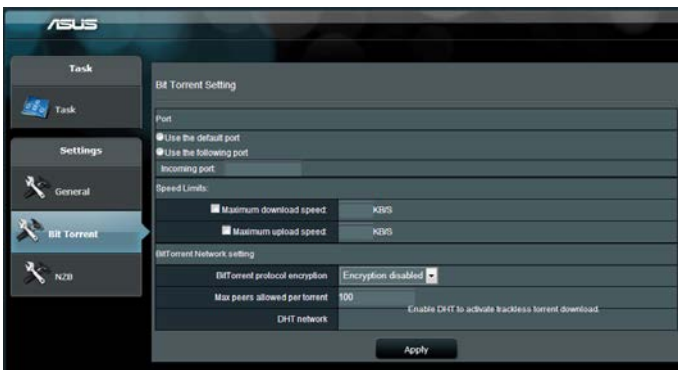 ASUS
Task
Task
Settings
General
Bit Torrent
NZB
Bit Torrent Setting
Port
Use the default port
Use the following port
Incoming port:
Speed Limits:
Maximum download speed: KB/S
Maximum upload speed: KB/S
BitTorrent Network setting
BitTorrent protocol encryption Encryption disabled
Max peers allowed per torrent 100
DHT network Enable DHT to activate trackless torrent download.
Apply